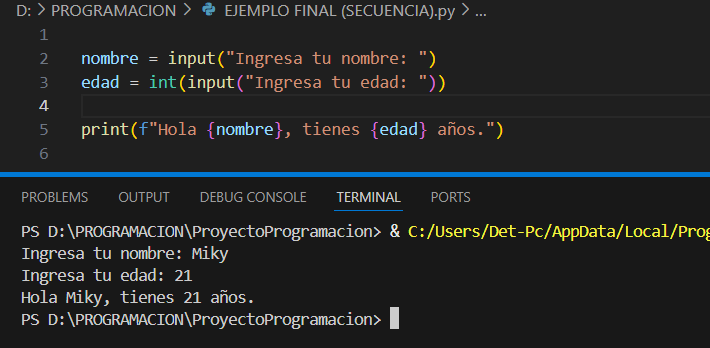 D: > PROGRAMACION > EJEMPLO FINAL (SECUENCIA).py > ...
1
2 nombre = input("Ingresa tu nombre: ")
3 edad = int(input("Ingresa tu edad: "))
4
5 print(f"Hola {nombre}, tienes {edad} años.")
6
PROBLEMS OUTPUT DEBUG CONSOLE TERMINAL PORTS
PS D:\PROGRAMACION\ProyectoProgramacion> & C:/Users/Det-Pc/AppData/Local/Prog
Ingresa tu nombre: Miky
Ingresa tu edad: 21
Hola Miky, tienes 21 años.
PS D:\PROGRAMACION\ProyectoProgramacion>